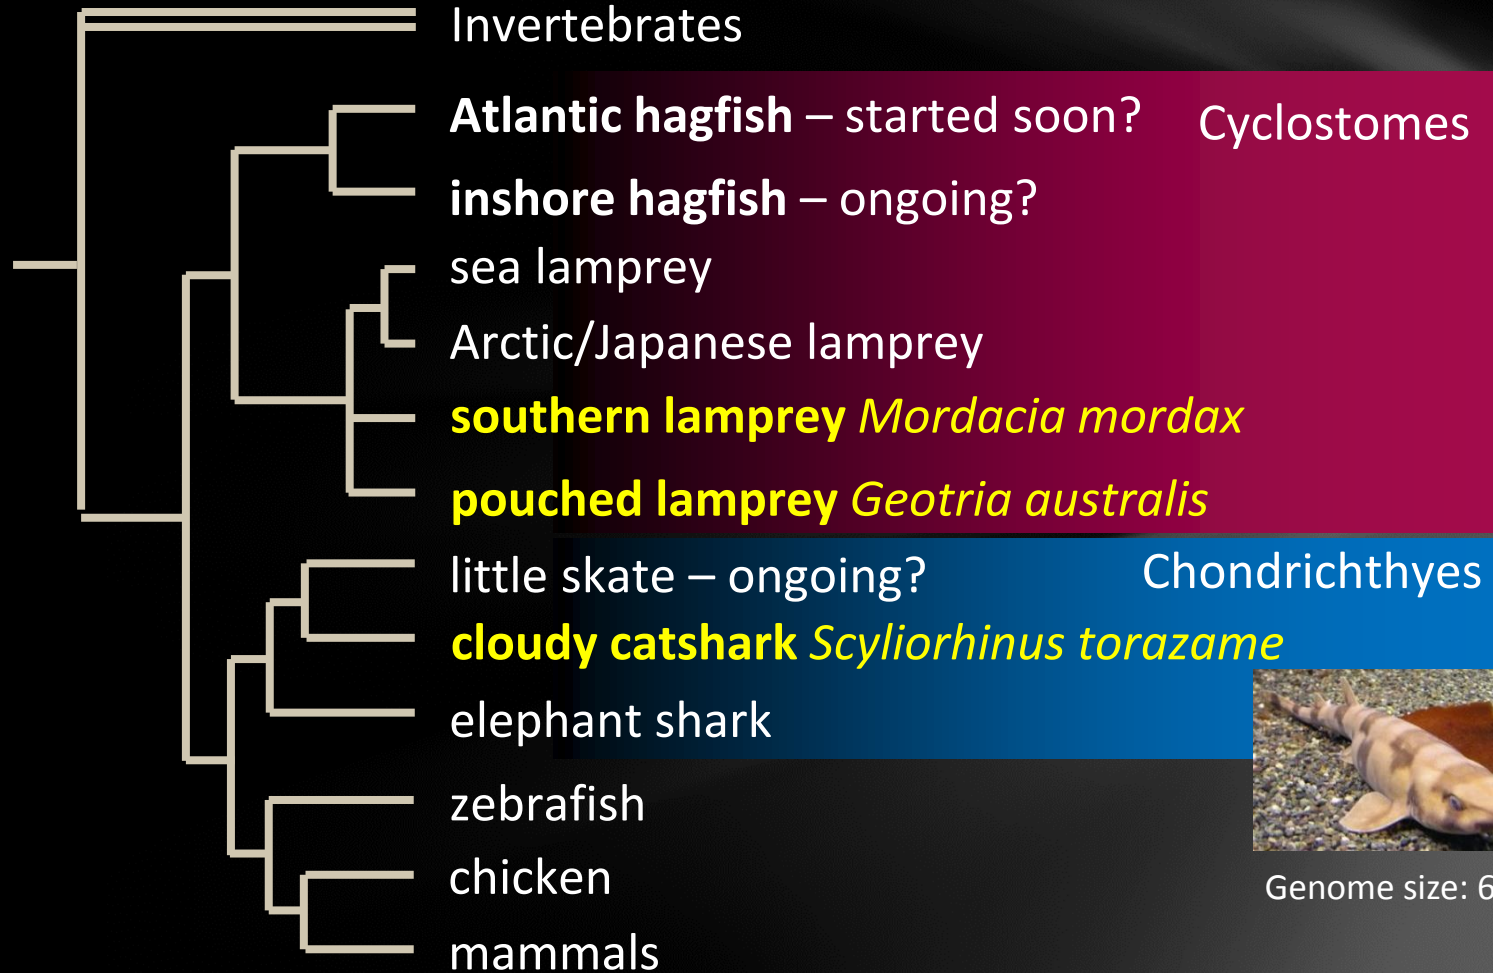 Invertebrates
Atlantic hagfish – started soon?
Cyclostomes
inshore hagfish – ongoing?
sea lamprey
Arctic/Japanese lamprey
southern lamprey Mordacia mordax
pouched lamprey Geotria australis
little skate – ongoing?
Chondrichthyes
cloudy catshark Scyliorhinus torazame
elephant shark
zebrafish
chicken
Genome size: 6
mammals